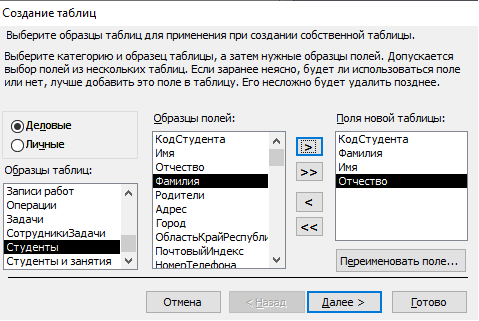 Создание таблиц
Выберите образцы таблиц для применения при создании собственной таблицы.
Выберите категорию и образец таблицы, а затем нужные образцы полей. Допускается
выбор полей из нескольких таблиц. Если заранее неясно, будет ли использоваться поле
или нет, лучше добавить это поле в таблицу. Его несложно будет удалить позднее.
Деловые
Личные
Образцы таблиц:
Записи работ
Операции
Задачи
СотрудникиЗадачи
Студенты
Студенты и занятия
Образцы полей:
КодСтудента
Имя
Отчество
Фамилия
Родители
Адрес
Город
ОбластьКрайРеспубли
ПочтовыйИндекс
НомерТелефона
>
>>
<
<<
Поля новой таблицы:
КодСтудента
Фамилия
Имя
Отчество
Переименовать поле...
Отмена
< Назад
Далее >
Готово